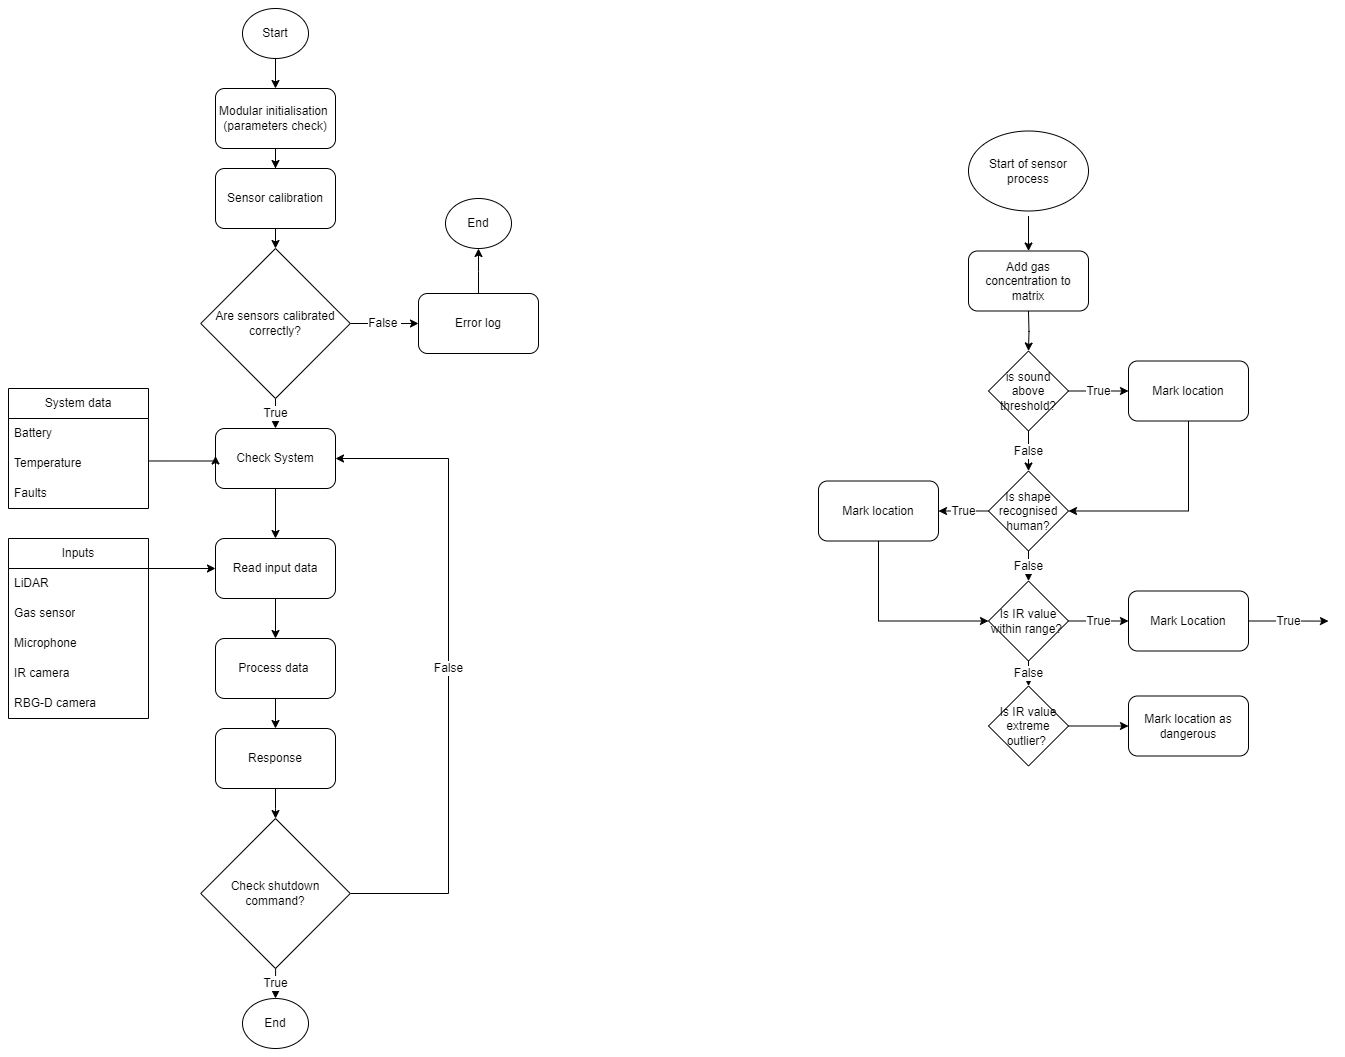 Start
Modular initialisation
(parameters check)
Sensor calibration
End
Are sensors calibrated
correctly?
False
Error log
True
System data
Battery
Temperature
Faults
Check System
Inputs
LiDAR
Gas sensor
Microphone
IR camera
RBG-D camera
Read input data
Process data
False
Response
Check shutdown
command?
True
End
Start of sensor
process
Add gas
concentration to
matrix
Is sound
above
threshold?
True
Mark location
False
Is shape
recognised
human?
True
Mark location
False
Is IR value
within range?
True
Mark Location
True
False
Is IR value
extreme
outlier?
Mark location as
dangerous